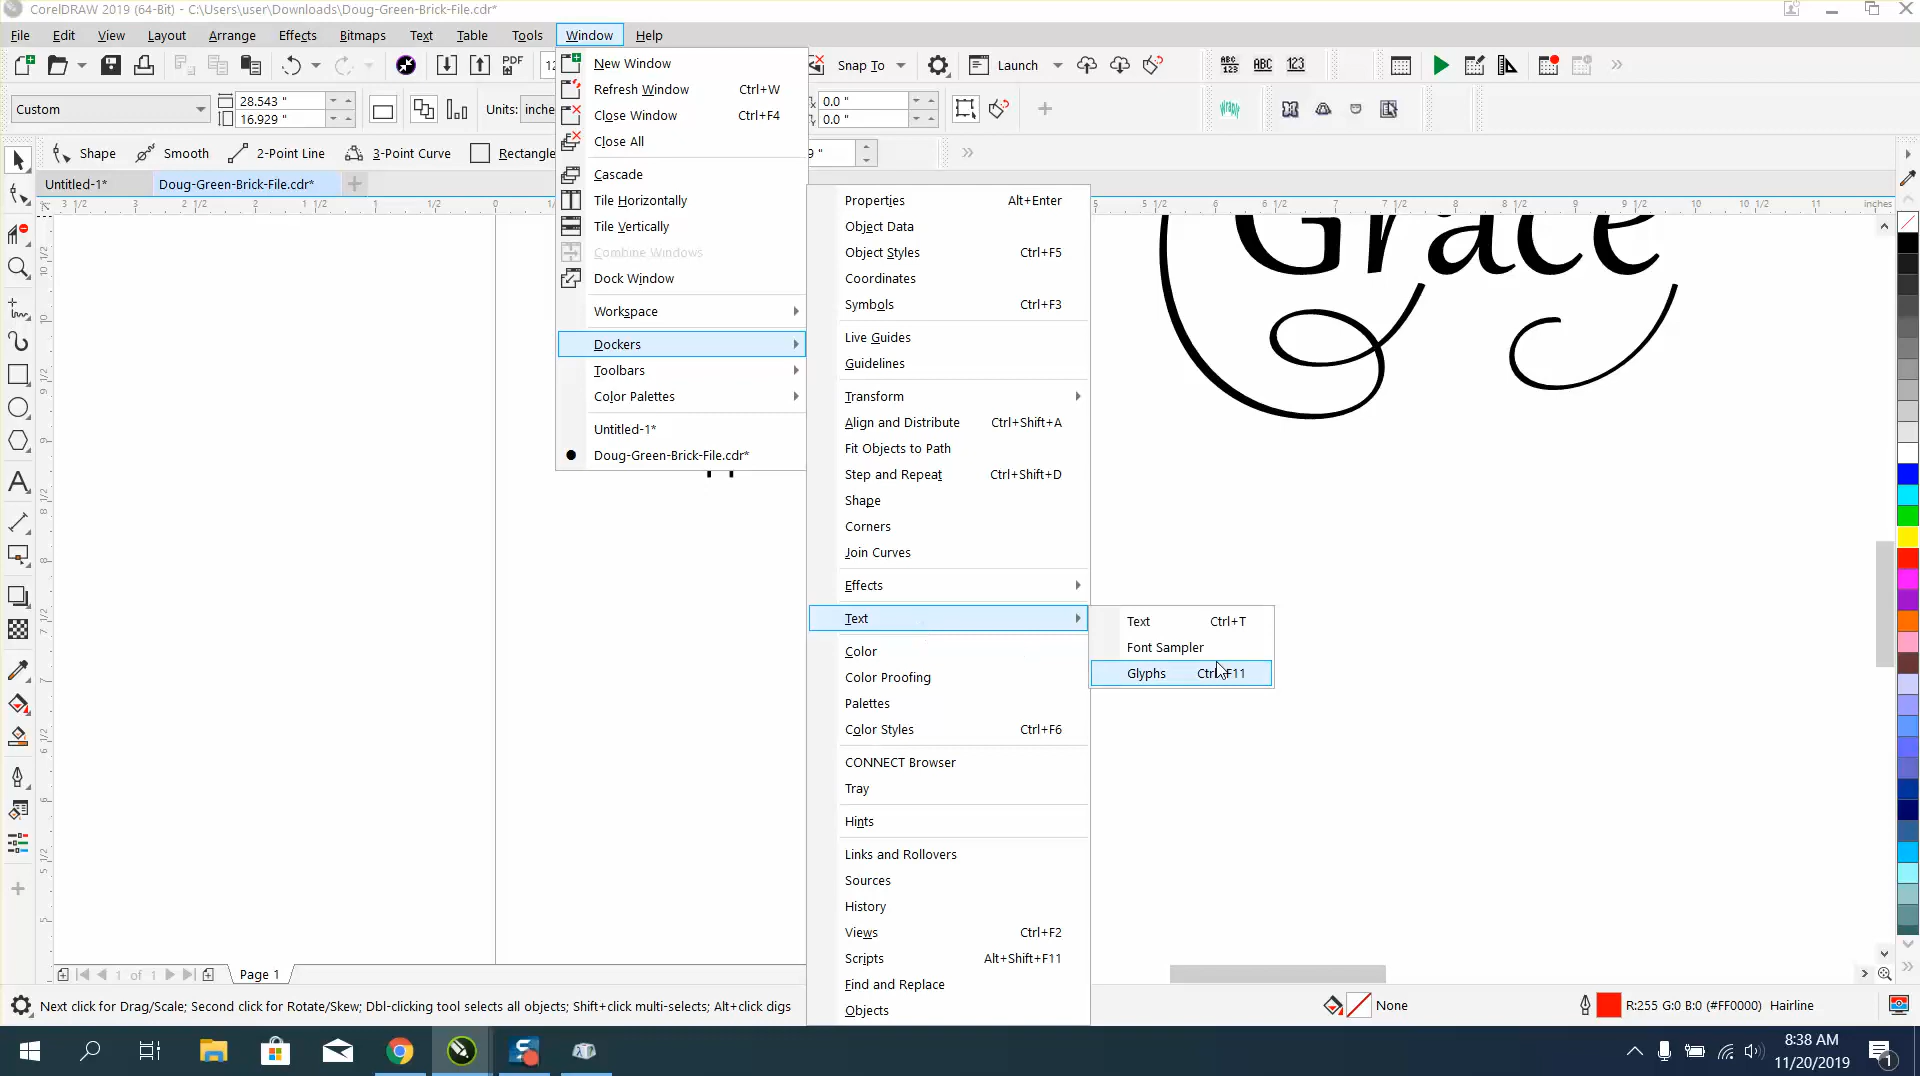 CorelDRAW 2019 (64-Bit) - C:\Users\user\Downloads\Doug-Green-Brick-File.cdr*
File Edit View Layout Arrange Effects Bitmaps Text Table Tools Window Help
PDF Snap To Launch
Custom 28.543 " 16.929 " Units: inche 0.0 " 0.0 "
Shape Smooth 2-Point Line 3-Point Curve Rectangle
Untitled-1* Doug-Green-Brick-File.cdr*
New Window
Refresh Window Ctrl+W
Close Window Ctrl+F4
Close All
Cascade
Tile Horizontally
Tile Vertically
Combine Windows
Dock Window
Workspace
Dockers
Toolbars
Color Palettes
Untitled-1*
Doug-Green-Brick-File.cdr*
Properties Alt+Enter
Object Data
Object Styles Ctrl+F5
Coordinates
Symbols Ctrl+F3
Live Guides
Guidelines
Transform
Align and Distribute Ctrl+Shift+A
Fit Objects to Path
Step and Repeat Ctrl+Shift+D
Shape
Corners
Join Curves
Effects
Text
Color
Color Proofing
Palettes
Color Styles Ctrl+F6
CONNECT Browser
Tray
Hints
Links and Rollovers
Sources
History
Views Ctrl+F2
Scripts Alt+Shift+F11
Find and Replace
Objects
Text Ctrl+T
Font Sampler
Glyphs Ctrl+F11
Grace
inches
1 of 1 Page 1
Next click for Drag/Scale; Second click for Rotate/Skew; Dbl-clicking tool selects all objects; Shift+click multi-selects; Alt+click digs
None R:255 G:0 B:0 (#FF0000) Hairline
8:38 AM
11/20/2019